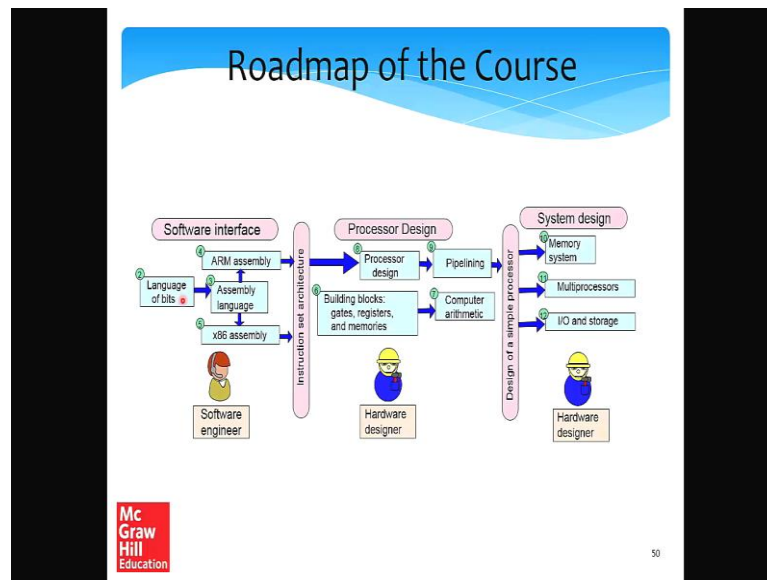 Roadmap of the Course
Software interface
Processor Design
System design
2
Language
of bits
3
Assembly
language
4
ARM assembly
5
x86 assembly
Software
engineer
Instruction set architecture
8
Processor
design
9
Pipelining
6
Building blocks:
gates, registers,
and memories
7
Computer
arithmetic
Hardware
designer
Design of a simple processor
10
Memory
system
11
Multiprocessors
12
I/O and storage
Hardware
designer
Mc
Graw
Hill
Education
50